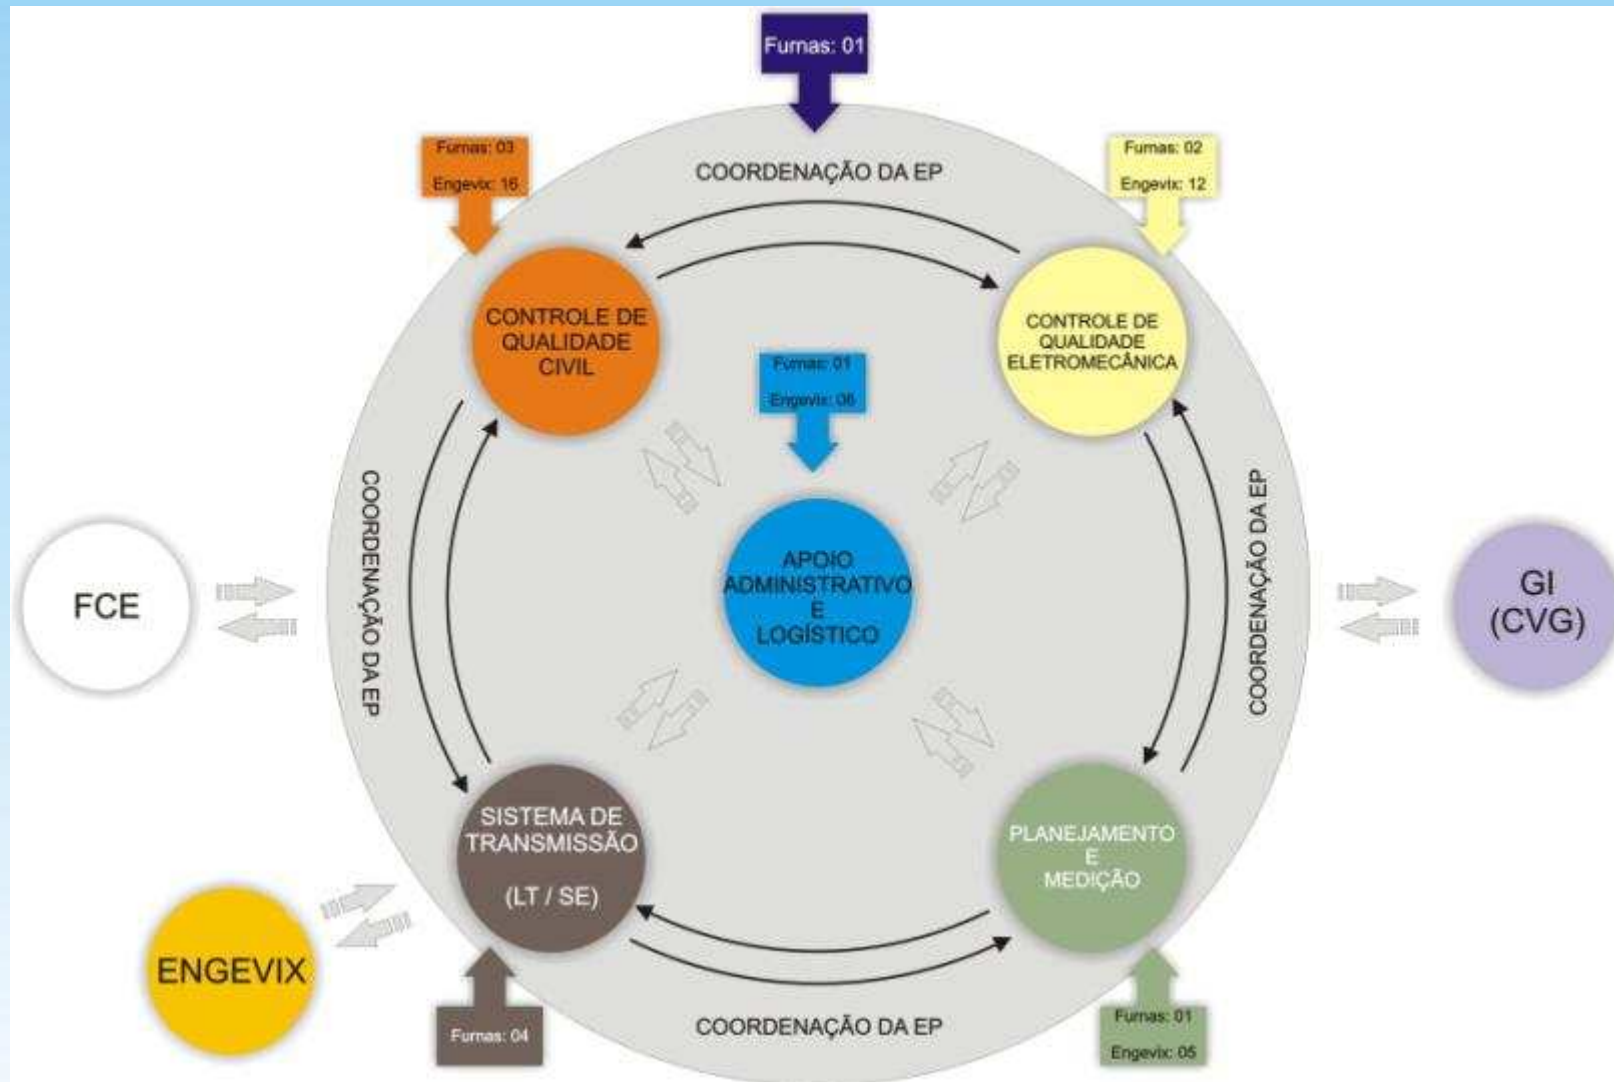 Furnas: 01
COORDENAÇÃO DA EP
Furnas: 03
Engevix: 16
Furnas: 02
Engevix: 12
CONTROLE DE
QUALIDADE
CIVIL
CONTROLE DE
QUALIDADE
ELETROMECÂNICA
Furnas: 01
Engevix: 06
COORDENAÇÃO DA EP
COORDENAÇÃO DA EP
FCE
APOIO
ADMINISTRATIVO
E
LOGÍSTICO
GI
(CVG)
SISTEMA DE
TRANSMISSÃO
(LT / SE)
PLANEJAMENTO
E
MEDIÇÃO
ENGEVIX
Furnas: 04
COORDENAÇÃO DA EP
Furnas: 01
Engevix: 05